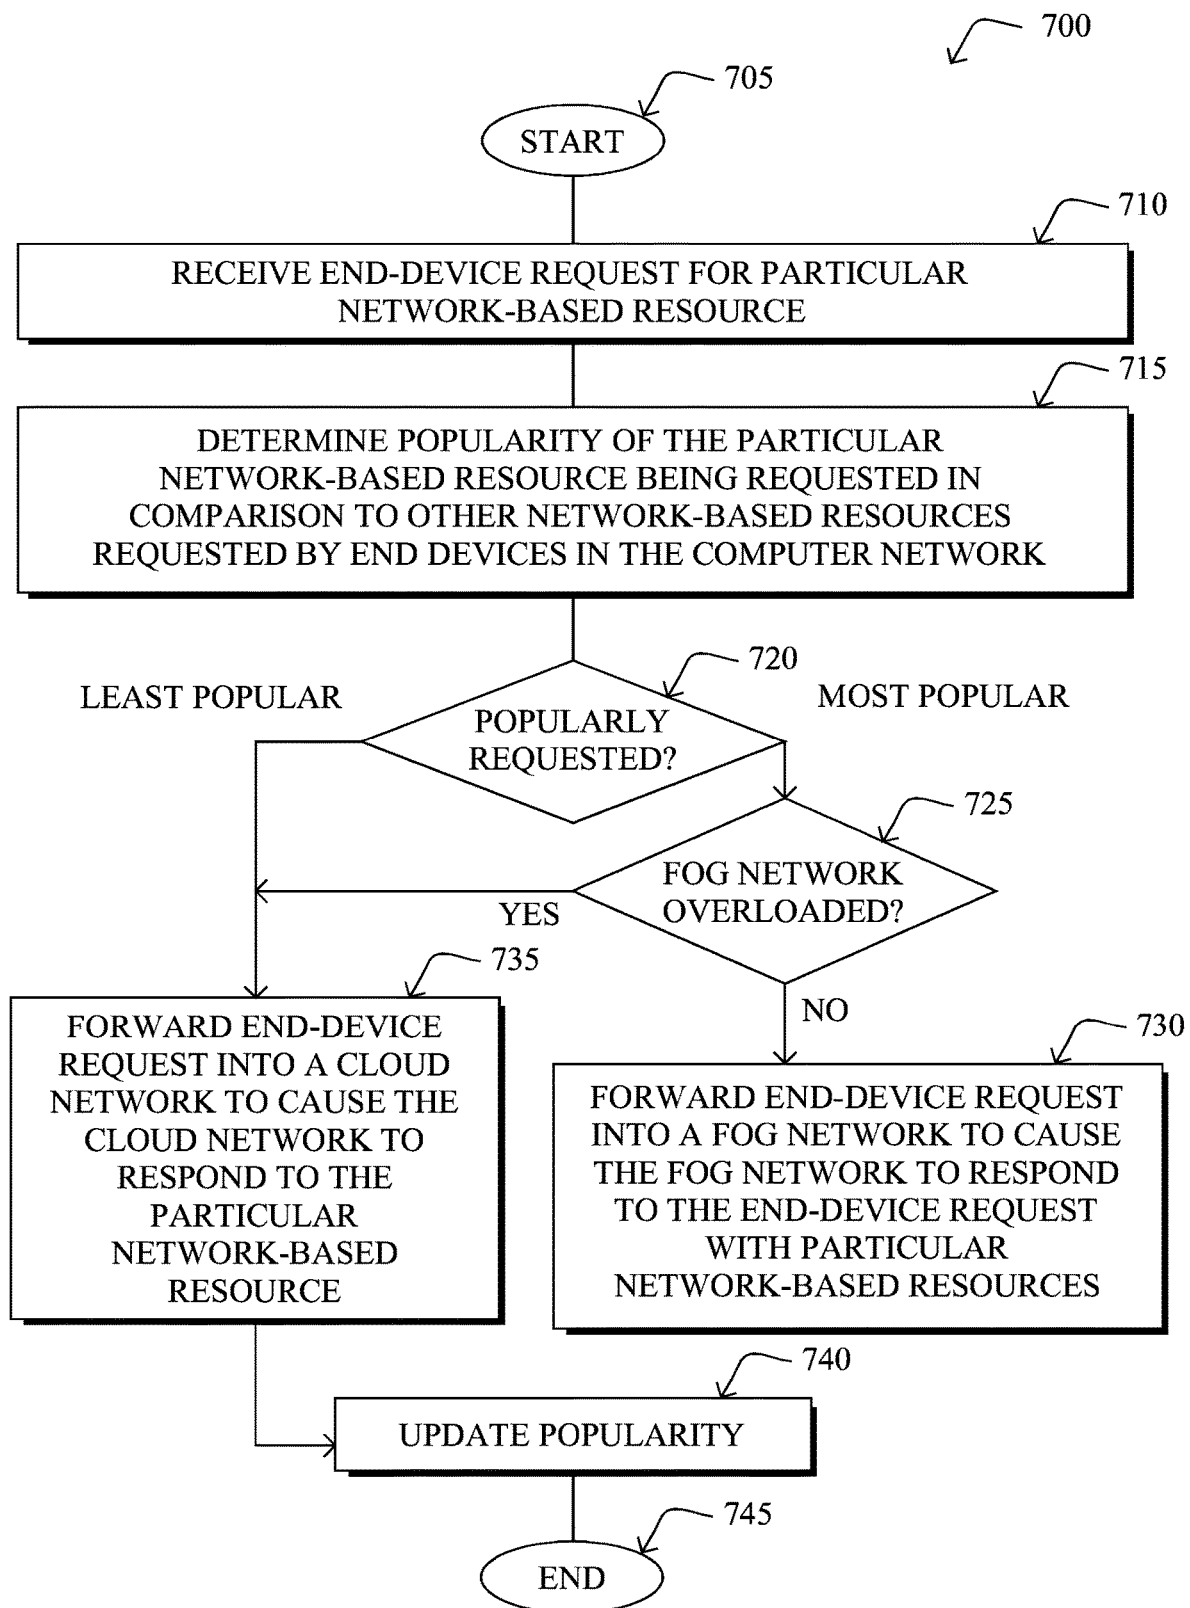 700
705
START
710
RECEIVE END-DEVICE REQUEST FOR PARTICULAR
NETWORK-BASED RESOURCE
715
DETERMINE POPULARITY OF THE PARTICULAR
NETWORK-BASED RESOURCE BEING REQUESTED IN
COMPARISON TO OTHER NETWORK-BASED RESOURCES
REQUESTED BY END DEVICES IN THE COMPUTER NETWORK
720
LEAST POPULAR
MOST POPULAR
POPULARLY
REQUESTED?
725
FOG NETWORK
OVERLOADED?
YES
NO
735
FORWARD END-DEVICE
REQUEST INTO A CLOUD
NETWORK TO CAUSE THE
CLOUD NETWORK TO
RESPOND TO THE
PARTICULAR
NETWORK-BASED
RESOURCE
730
FORWARD END-DEVICE REQUEST
INTO A FOG NETWORK TO CAUSE
THE FOG NETWORK TO RESPOND
TO THE END-DEVICE REQUEST
WITH PARTICULAR
NETWORK-BASED RESOURCES
740
UPDATE POPULARITY
745
END